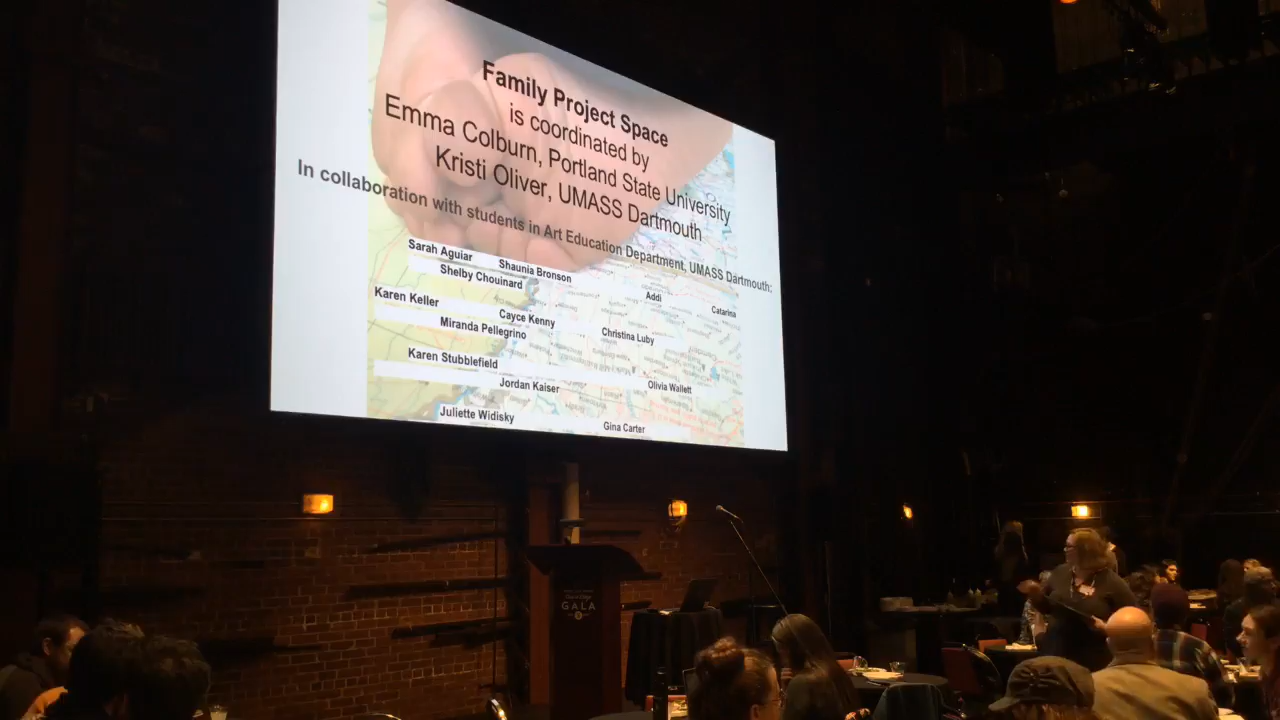 Family Project Space
is coordinated by
Emma Colburn, Portland State University
Kristi Oliver, UMASS Dartmouth
In collaboration with students in Art Education Department, UMASS Dartmouth:
Sarah Aguiar
Shaunia Bronson
Shelby Chouinard
Addi
Catarina
Karen Keller
Cayce Kenny
Miranda Pellegrino
Christina Luby
Karen Stubblefield
Jordan Kaiser
Olivia Wallett
Juliette Widisky
Gina Carter
GALA